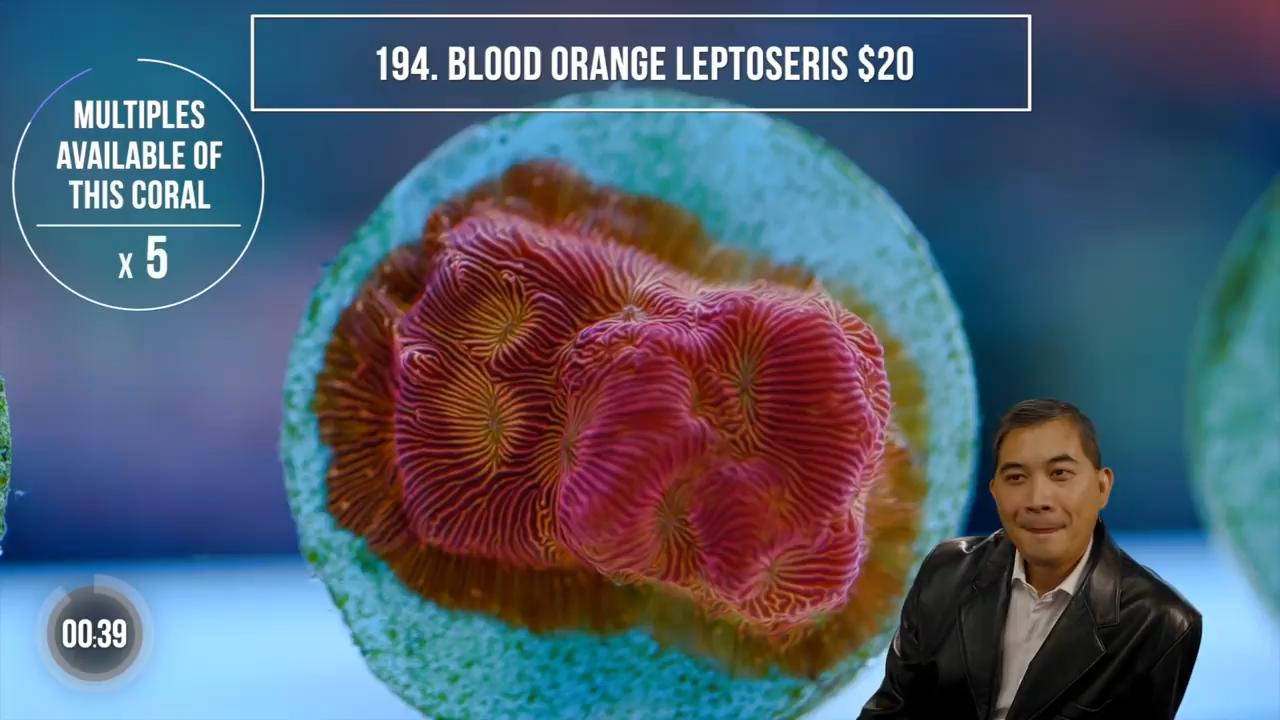 194. BLOOD ORANGE LEPTOSERIS $20
MULTIPLES
AVAILABLE OF
THIS CORAL
x 5
00:39